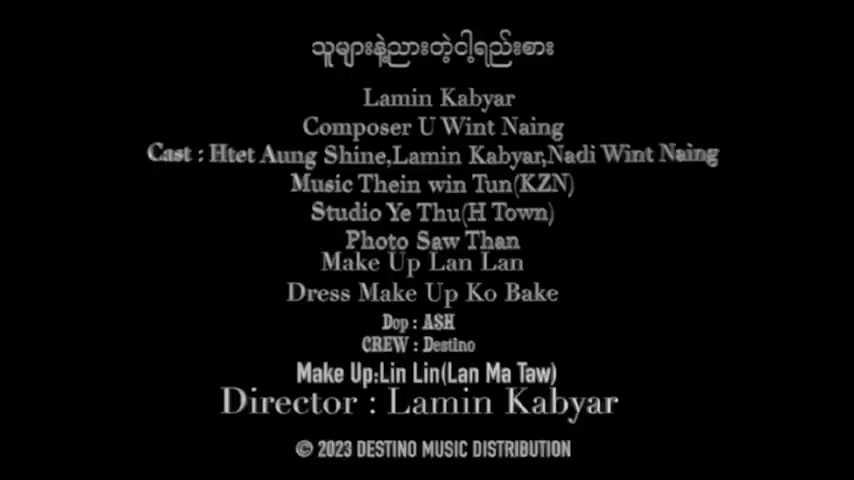 သူများနဲ့ညားတဲ့ငါ့ရည်းစား
Lamin Kabyar
Composer U Wint Naing
Cast : Htet Aung Shine,Lamin Kabyar,Nadi Wint Naing
Music Thein win Tun(KZN)
Studio Ye Thu(H Town)
Photo Saw Than
Make Up Lan Lan
Dress Make Up Ko Bake
Dop : ASH
CREW : Destino
Make Up:Lin Lin(Lan Ma Taw)
Director : Lamin Kabyar
© 2023 DESTINO MUSIC DISTRIBUTION